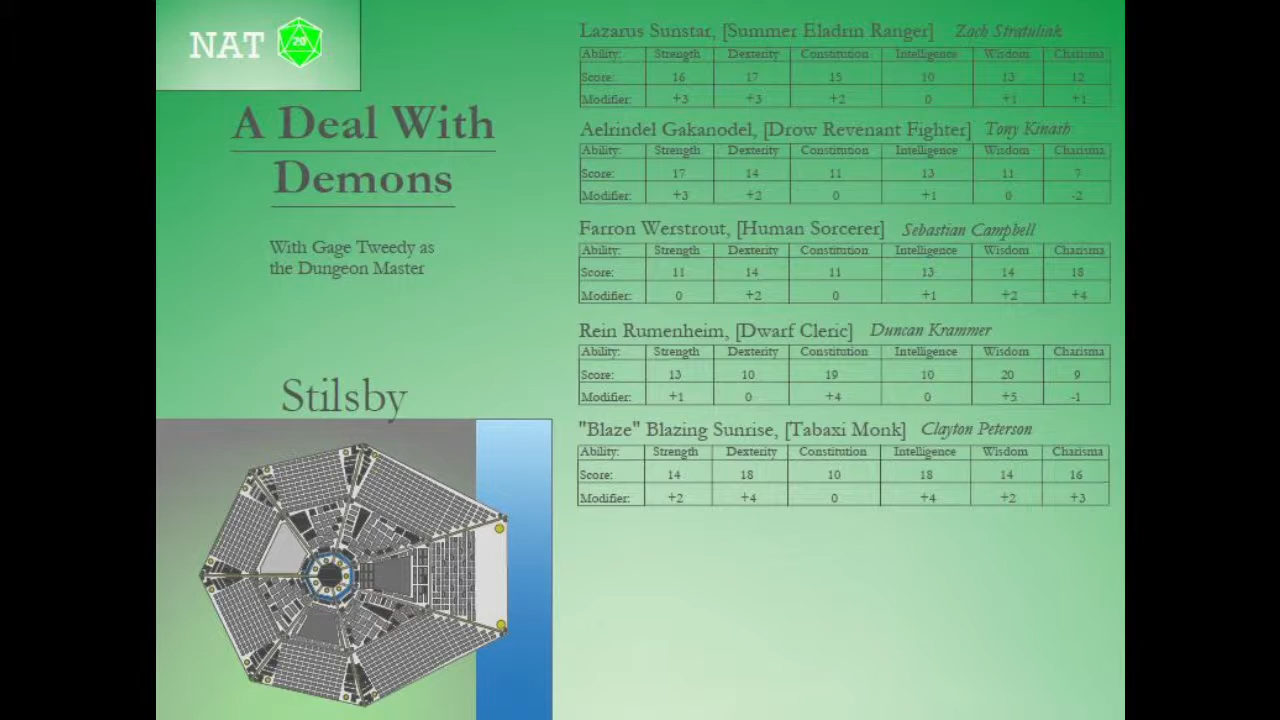 NAT 20
A Deal With
Demons
With Gage Tweedy as
the Dungeon Master
Stilsby
Lazarus Sunstar, [Summer Eladrin Ranger] Zach Stratuliak
Ability: Strength Dexterity Constitution Intelligence Wisdom Charisma
Score: 16 17 15 10 13 12
Modifier: +3 +3 +2 0 +1 +1
Aelrindel Gakanodel, [Drow Revenant Fighter] Tony Kinash
Ability: Strength Dexterity Constitution Intelligence Wisdom Charisma
Score: 17 14 11 13 11 7
Modifier: +3 +2 0 +1 0 -2
Farron Werstrout, [Human Sorcerer] Sebastian Campbell
Ability: Strength Dexterity Constitution Intelligence Wisdom Charisma
Score: 11 14 11 13 14 18
Modifier: 0 +2 0 +1 +2 +4
Rein Rumenheim, [Dwarf Cleric] Duncan Krammer
Ability: Strength Dexterity Constitution Intelligence Wisdom Charisma
Score: 13 10 19 10 20 9
Modifier: +1 0 +4 0 +5 -1
"Blaze" Blazing Sunrise, [Tabaxi Monk] Clayton Peterson
Ability: Strength Dexterity Constitution Intelligence Wisdom Charisma
Score: 14 18 10 18 14 16
Modifier: +2 +4 0 +4 +2 +3